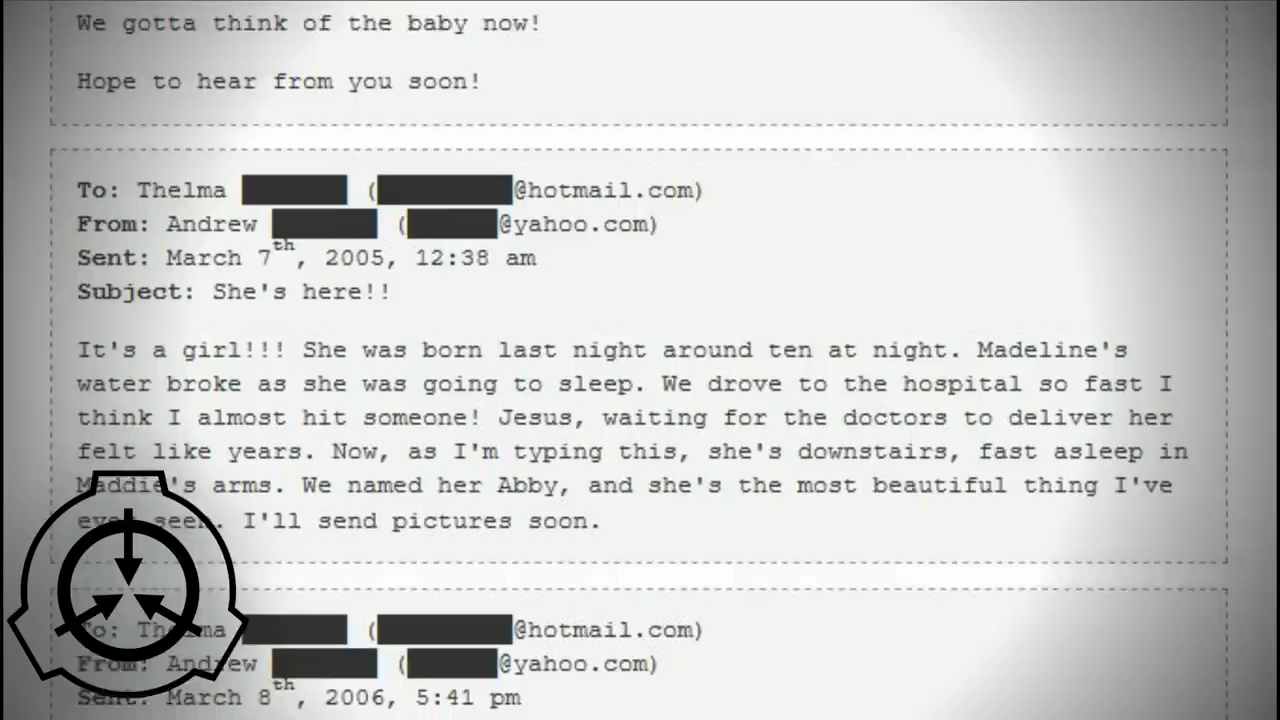 We gotta think of the baby now!
Hope to hear from you soon!
To: Thelma (@hotmail.com)
From: Andrew (@yahoo.com)
Sent: March 7th, 2005, 12:38 am
Subject: She's here!!
It's a girl!!! She was born last night around ten at night. Madeline's
water broke as she was going to sleep. We drove to the hospital so fast I
think I almost hit someone! Jesus, waiting for the doctors to deliver her
felt like years. Now, as I'm typing this, she's downstairs, fast asleep in
Maddie's arms. We named her Abby, and she's the most beautiful thing I've
ever seen. I'll send pictures soon.
To: Thelma (@hotmail.com)
From: Andrew (@yahoo.com)
Sent: March 8th, 2006, 5:41 pm